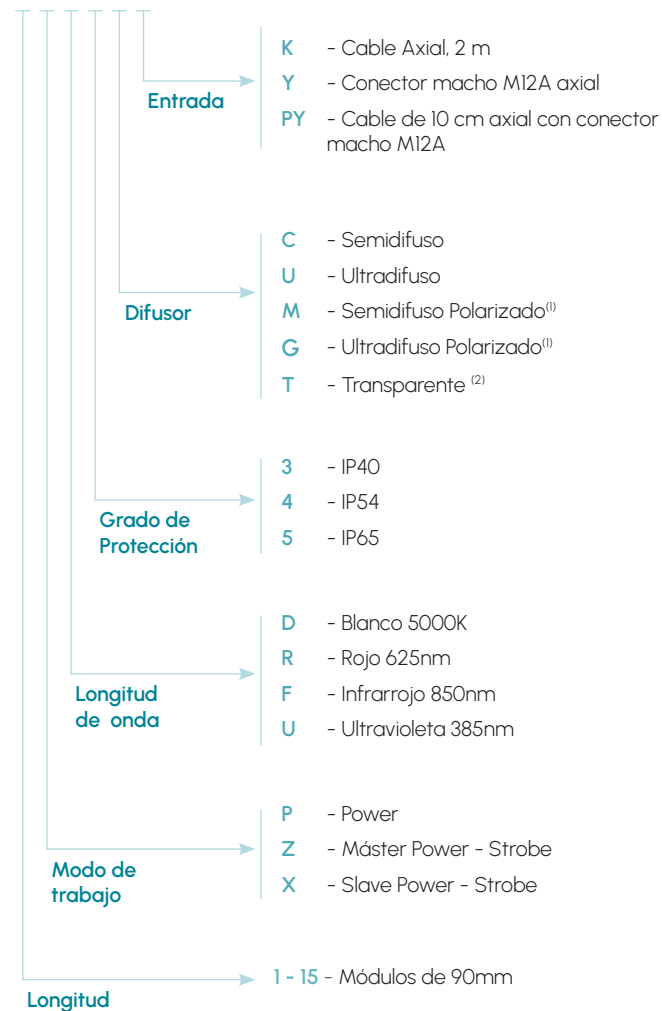 K - Cable Axial, 2 m
Y - Conector macho M12A axial
Entrada
PY - Cable de 10 cm axial con conector
macho M12A
C - Semidifuso
U - Ultradifuso
Difusor
M - Semidifuso Polarizado(1)
G - Ultradifuso Polarizado(1)
T - Transparente (2)
3 - IP40
4 - IP54
Grado de
Protección
5 - IP65
D - Blanco 5000K
R - Rojo 625nm
Longitud
de onda
F - Infrarrojo 850nm
U - Ultravioleta 385nm
P - Power
Z - Máster Power - Strobe
Modo de
trabajo
X - Slave Power - Strobe
1 - 15 - Módulos de 90mm
Longitud